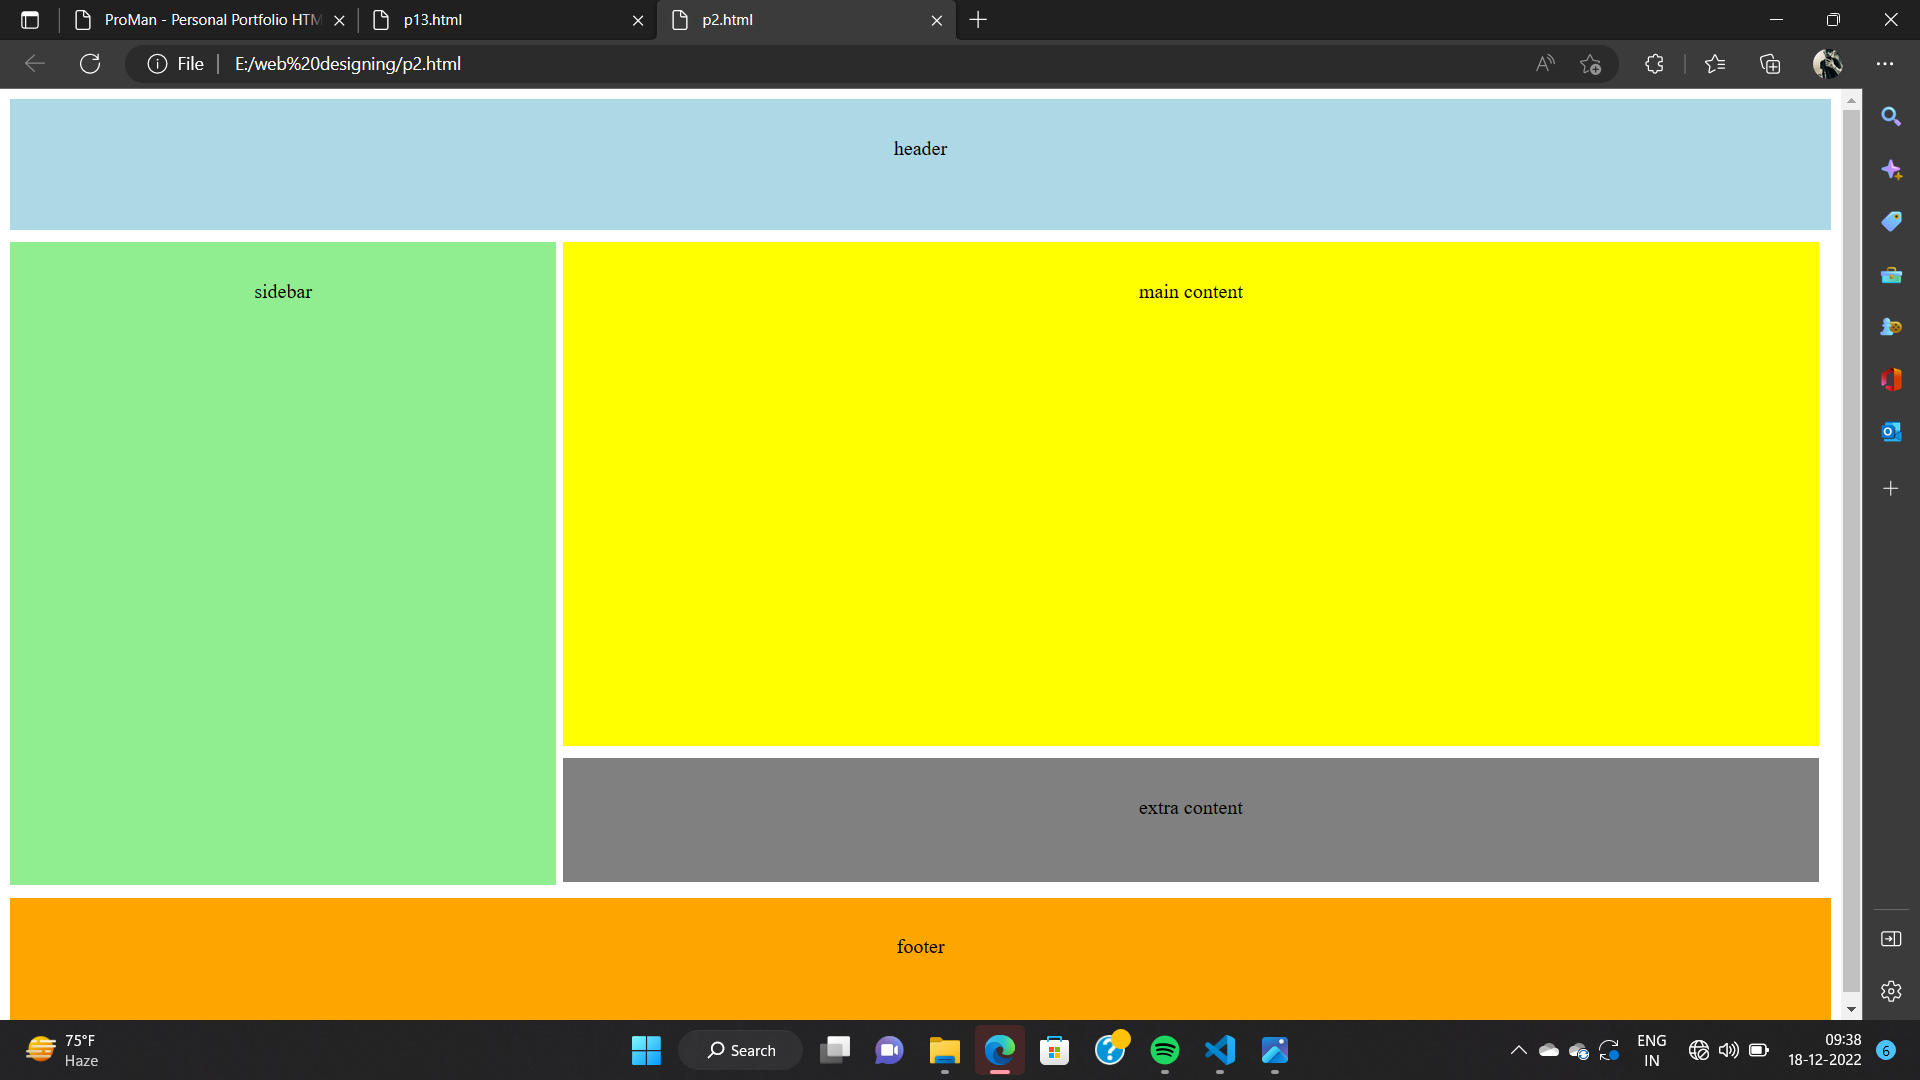 ProMan - Personal Portfolio HTM
p13.html
p2.html
File
E:/web%20designing/p2.html
header
sidebar
main content
extra content
footer
75°F
Haze
Search
ENG
IN
09:38
18-12-2022
6